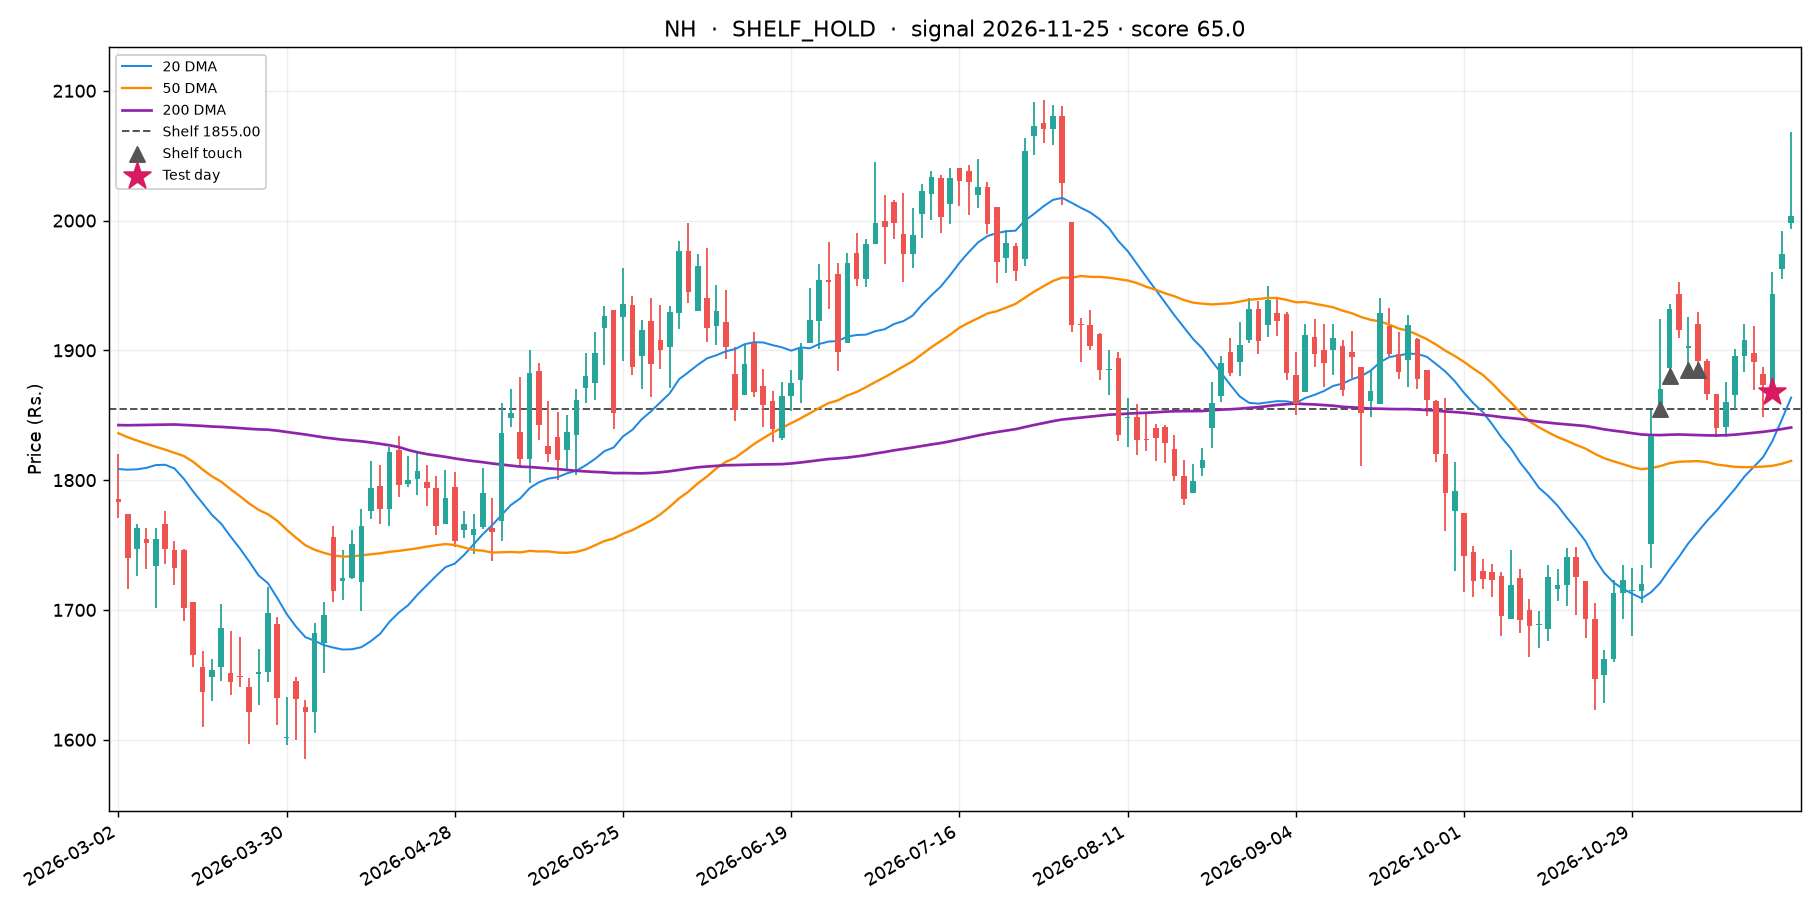 NH · SHELF_HOLD · signal 2026-11-25 · score 65.0
20 DMA
50 DMA
200 DMA
Shelf 1855.00
Shelf touch
Test day
Price (Rs.)
2100
2000
1900
1800
1700
1600
2026-03-02
2026-03-30
2026-04-28
2026-05-25
2026-06-19
2026-07-16
2026-08-11
2026-09-04
2026-10-01
2026-10-29